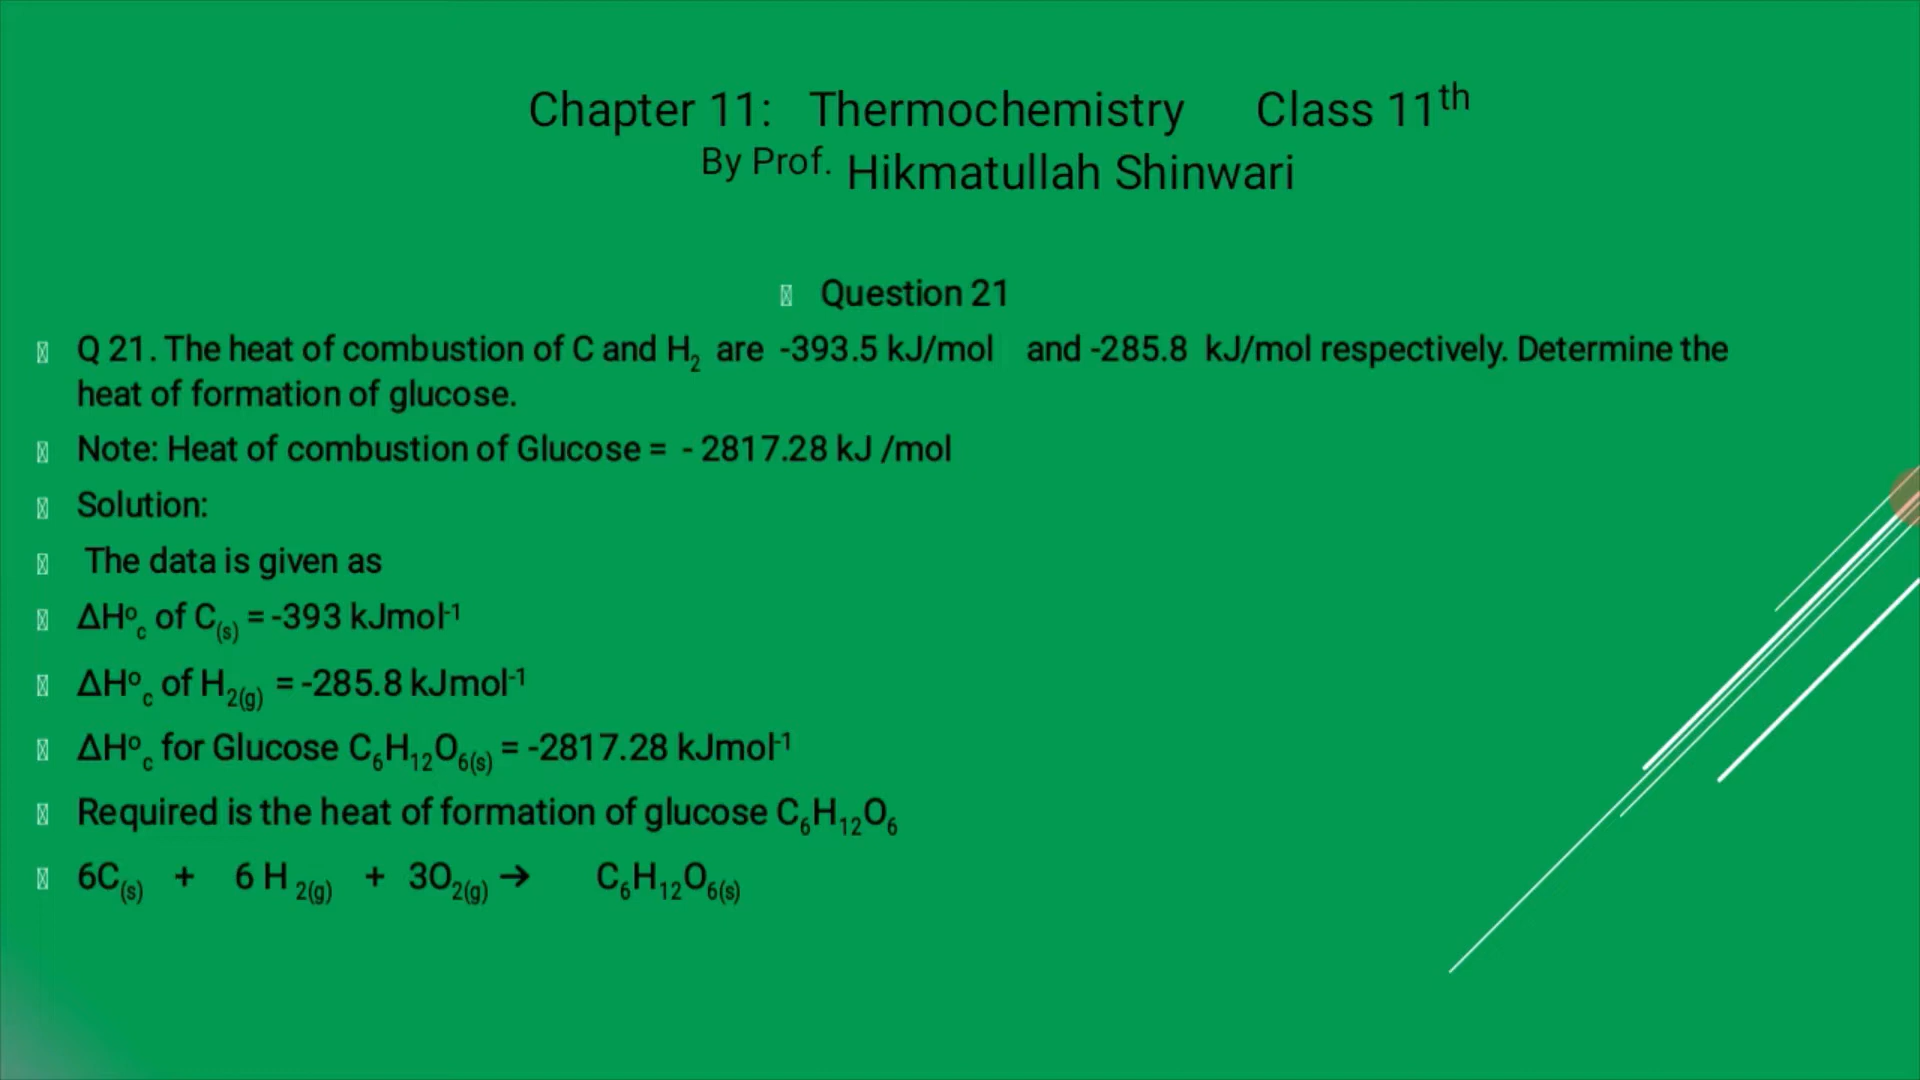 Chapter 11: Thermochemistry Class 11th
By Prof. Hikmatullah Shinwari
Question 21
Q 21. The heat of combustion of C and H₂ are -393.5 kJ/mol and -285.8 kJ/mol respectively. Determine the
heat of formation of glucose.
Note: Heat of combustion of Glucose = - 2817.28 kJ /mol
Solution:
The data is given as
ΔH°c of C(s) = -393 kJmol⁻¹
ΔH°c of H₂(g) = -285.8 kJmol⁻¹
ΔH°c for Glucose C₆H₁₂O₆(s) = -2817.28 kJmol⁻¹
Required is the heat of formation of glucose C₆H₁₂O₆
6C(s) + 6 H ₂(g) + 3O₂(g) → C₆H₁₂O₆(s)